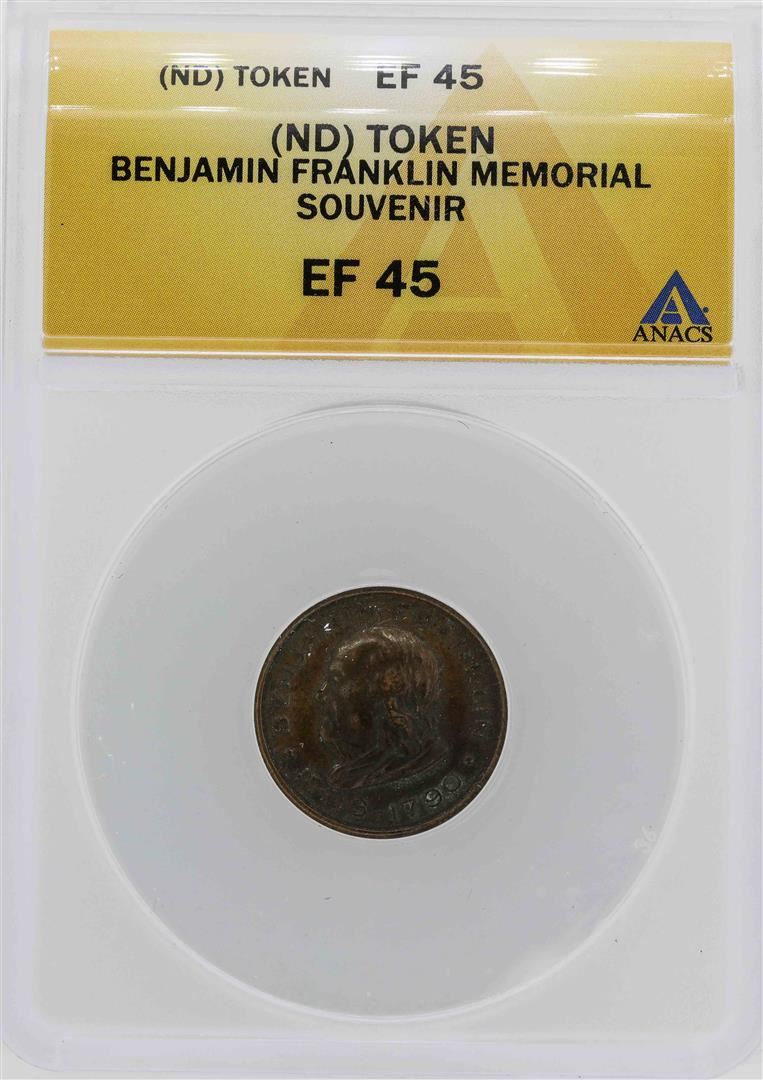 (ND) TOKEN EF 45
(ND) TOKEN
BENJAMIN FRANKLIN MEMORIAL
SOUVENIR
EF 45
ANACS
1790